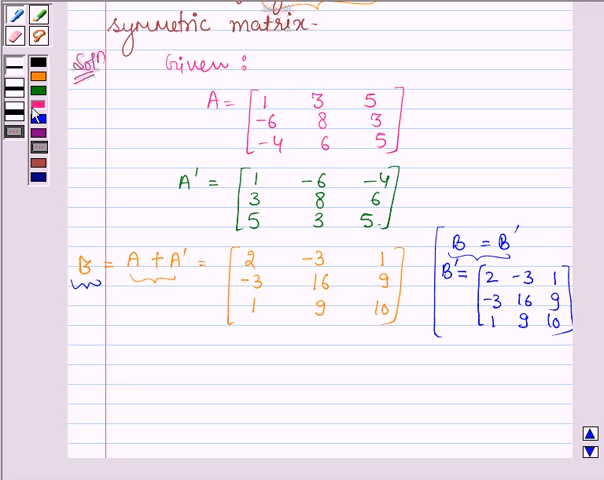 symmetric matrix-
Soln Given :
A = [1 3 5
-6 8 3
-4 6 5]
A' = [1 -6 -4
3 8 6
5 3 5.]
B = A + A' = [2 -3 1
-3 16 9
1 9 10]
[B = B'
B' = [2 -3 1
-3 16 9
1 9 10]